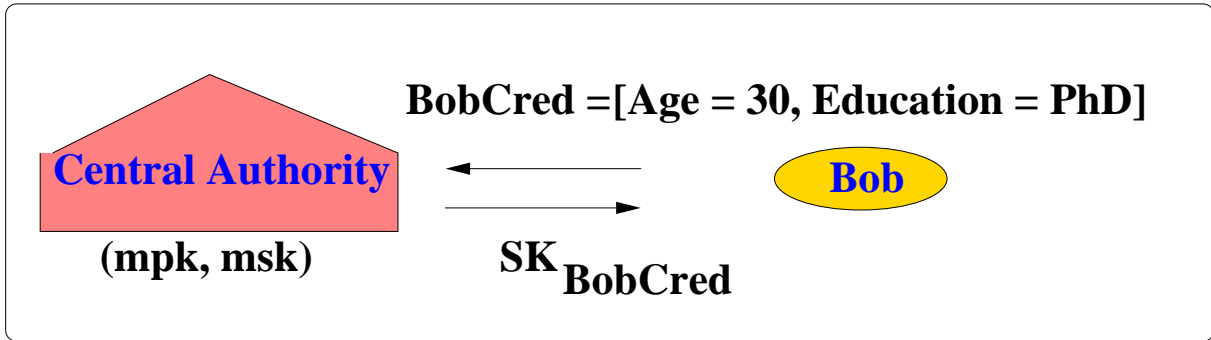 BobCred =[Age = 30, Education = PhD]
Central Authority
Bob
(mpk, msk)
SK BobCred